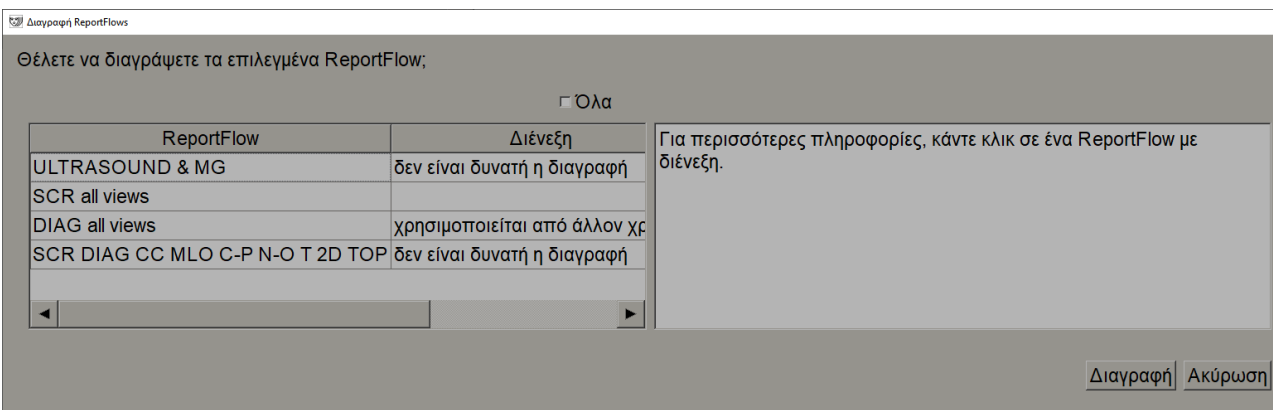 Διαγραφή ReportFlows
Θέλετε να διαγράψετε τα επιλεγμένα ReportFlow;
Όλα
ReportFlow Διένεξη
ULTRASOUND & MG δεν είναι δυνατή η διαγραφή
SCR all views
DIAG all views χρησιμοποιείται από άλλον χρ
SCR DIAG CC MLO C-P N-O T 2D TOP δεν είναι δυνατή η διαγραφή
Για περισσότερες πληροφορίες, κάντε κλικ σε ένα ReportFlow με
διένεξη.
Διαγραφή Ακύρωση